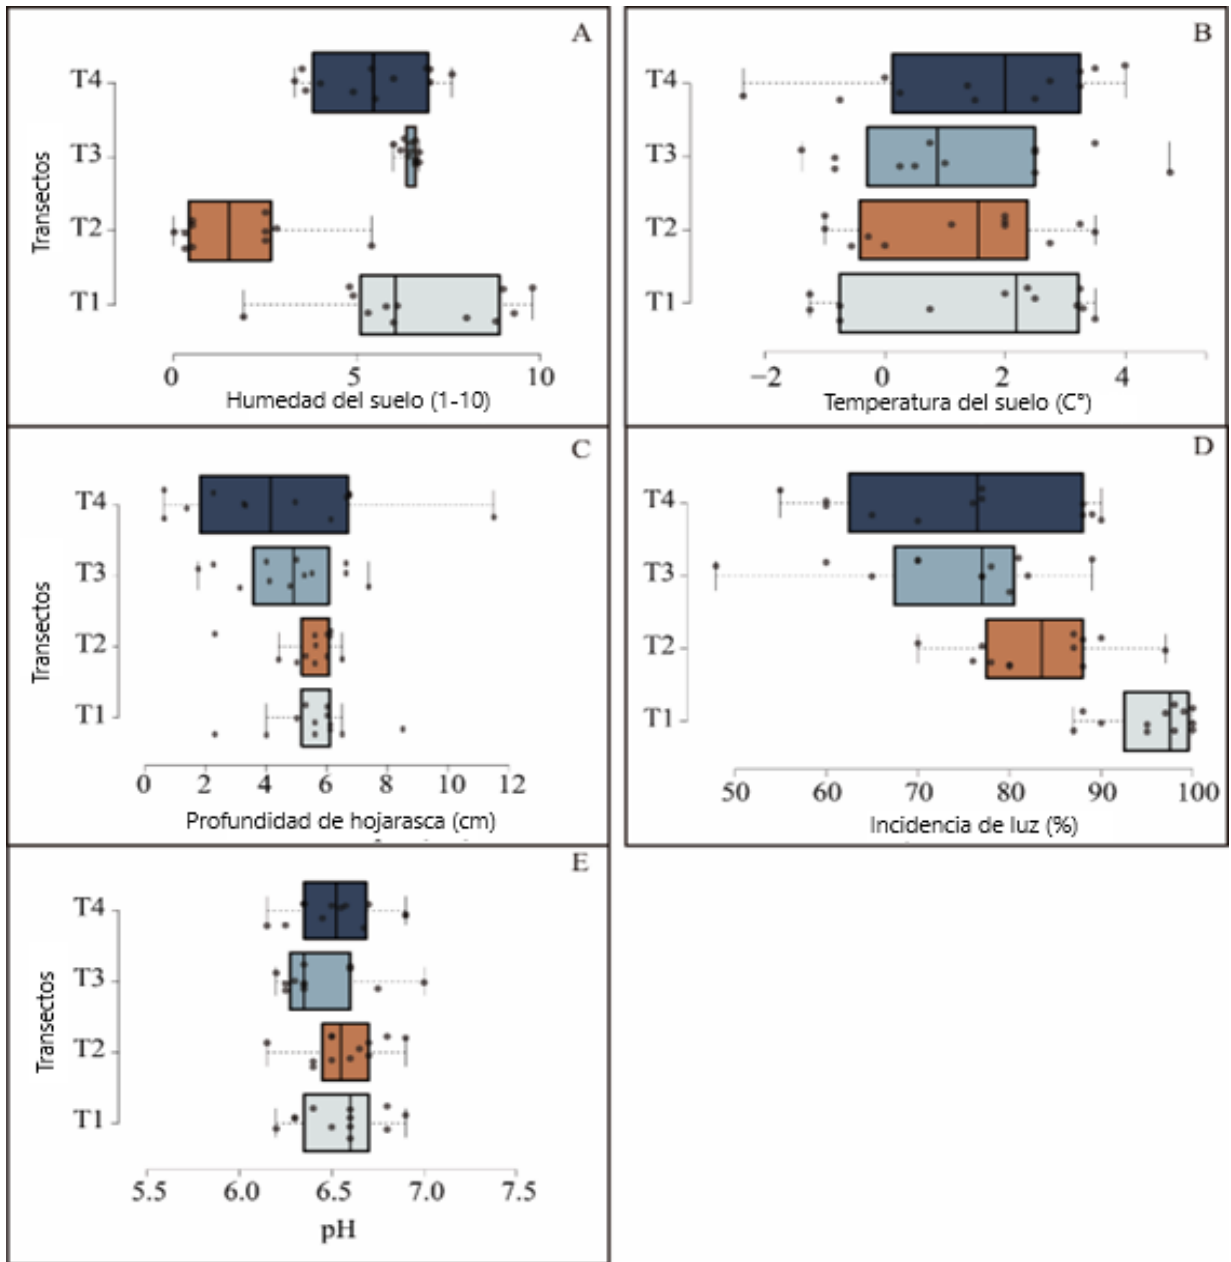 A
T4
T3
T2
T1
Transectos
0 5 10
Humedad del suelo (1-10)
B
T4
T3
T2
T1
−2 0 2 4
Temperatura del suelo (C°)
C
T4
T3
T2
T1
Transectos
0 2 4 6 8 10 12
Profundidad de hojarasca (cm)
D
T4
T3
T2
T1
50 60 70 80 90 100
Incidencia de luz (%)
E
T4
T3
T2
T1
Transectos
5.5 6.0 6.5 7.0 7.5
pH